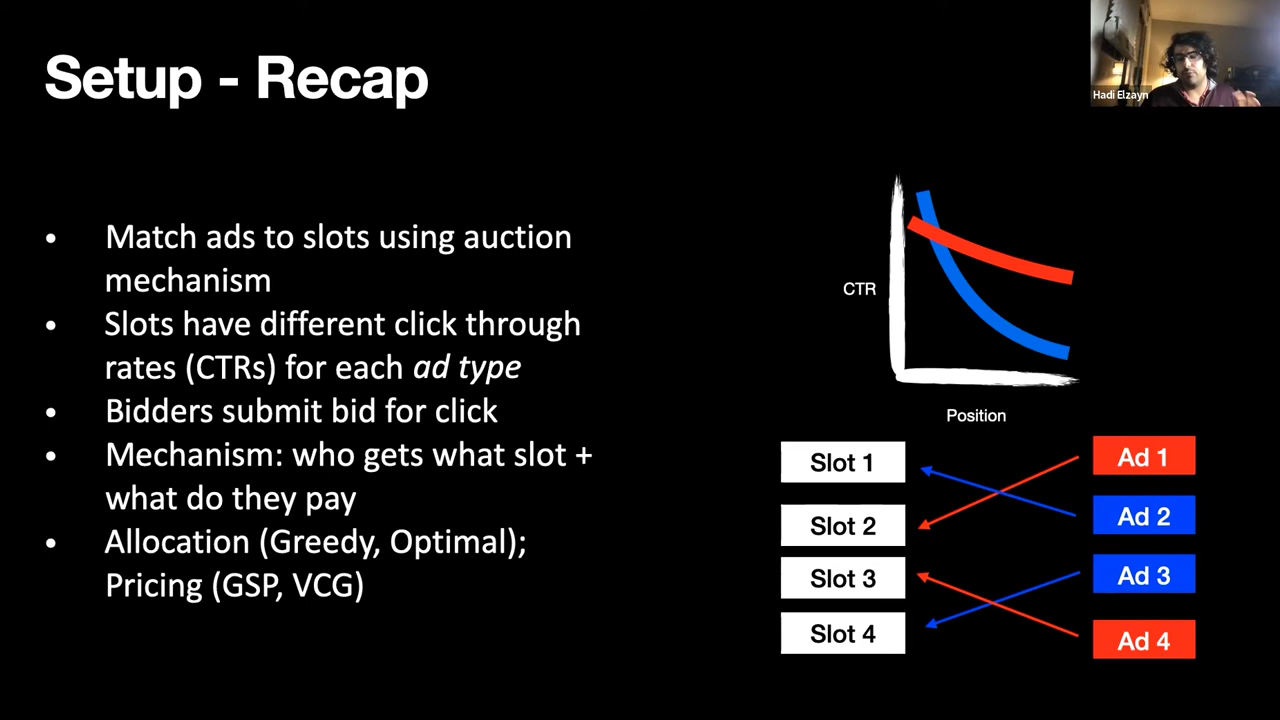 Setup - Recap
Hadi Elzayn
• Match ads to slots using auction
mechanism
• Slots have different click through
rates (CTRs) for each ad type
• Bidders submit bid for click
• Mechanism: who gets what slot +
what do they pay
• Allocation (Greedy, Optimal);
Pricing (GSP, VCG)
CTR
Position
Slot 1
Ad 1
Slot 2
Ad 2
Slot 3
Ad 3
Slot 4
Ad 4